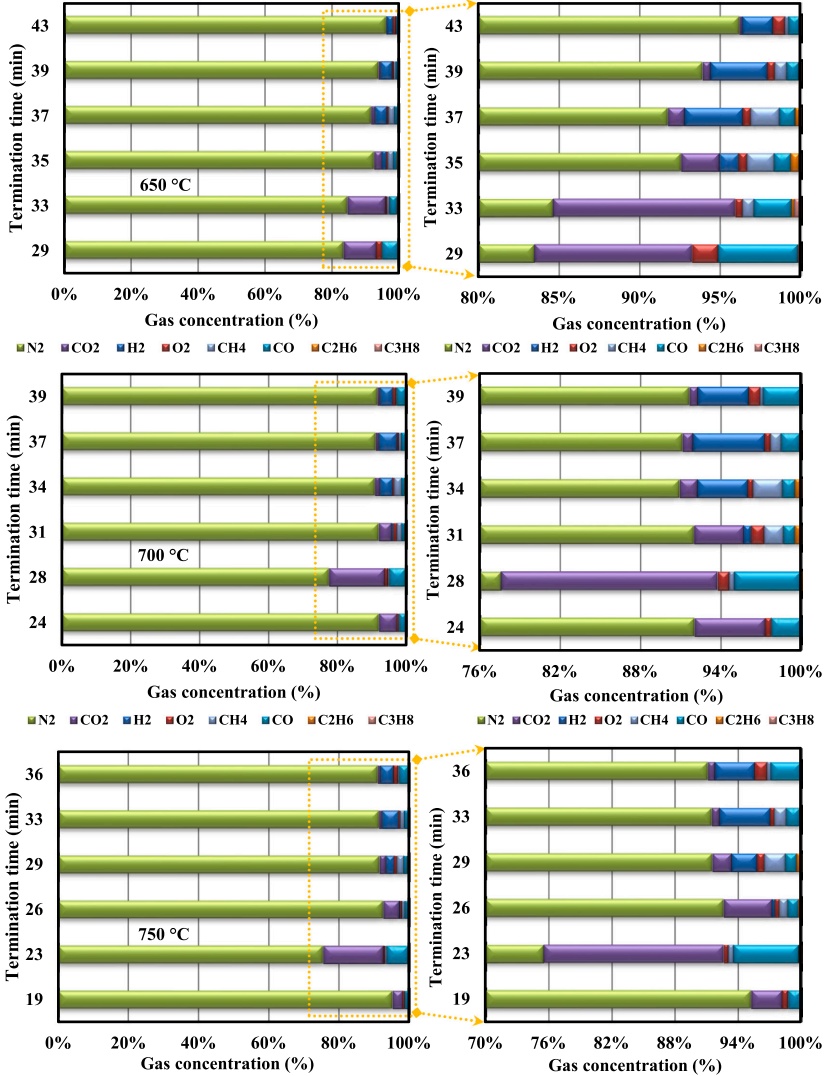 Termination time (min)
43
39
37
35
33
29
650 °C
0% 20% 40% 60% 80% 100%
Gas concentration (%)
Termination time (min)
43
39
37
35
33
29
80% 85% 90% 95% 100%
Gas concentration (%)
N2 CO2 H2 O2 CH4 CO C2H6 C3H8
N2 CO2 H2 O2 CH4 CO C2H6 C3H8
Termination time (min)
39
37
34
31
28
24
700 °C
0% 20% 40% 60% 80% 100%
Gas concentration (%)
Termination time (min)
39
37
34
31
28
24
76% 82% 88% 94% 100%
Gas concentration (%)
N2 CO2 H2 O2 CH4 CO C2H6 C3H8
N2 CO2 H2 O2 CH4 CO C2H6 C3H8
Termination time (min)
36
33
29
26
23
19
750 °C
0% 20% 40% 60% 80% 100%
Gas concentration (%)
Termination time (min)
36
33
29
26
23
19
70% 76% 82% 88% 94% 100%
Gas concentration (%)